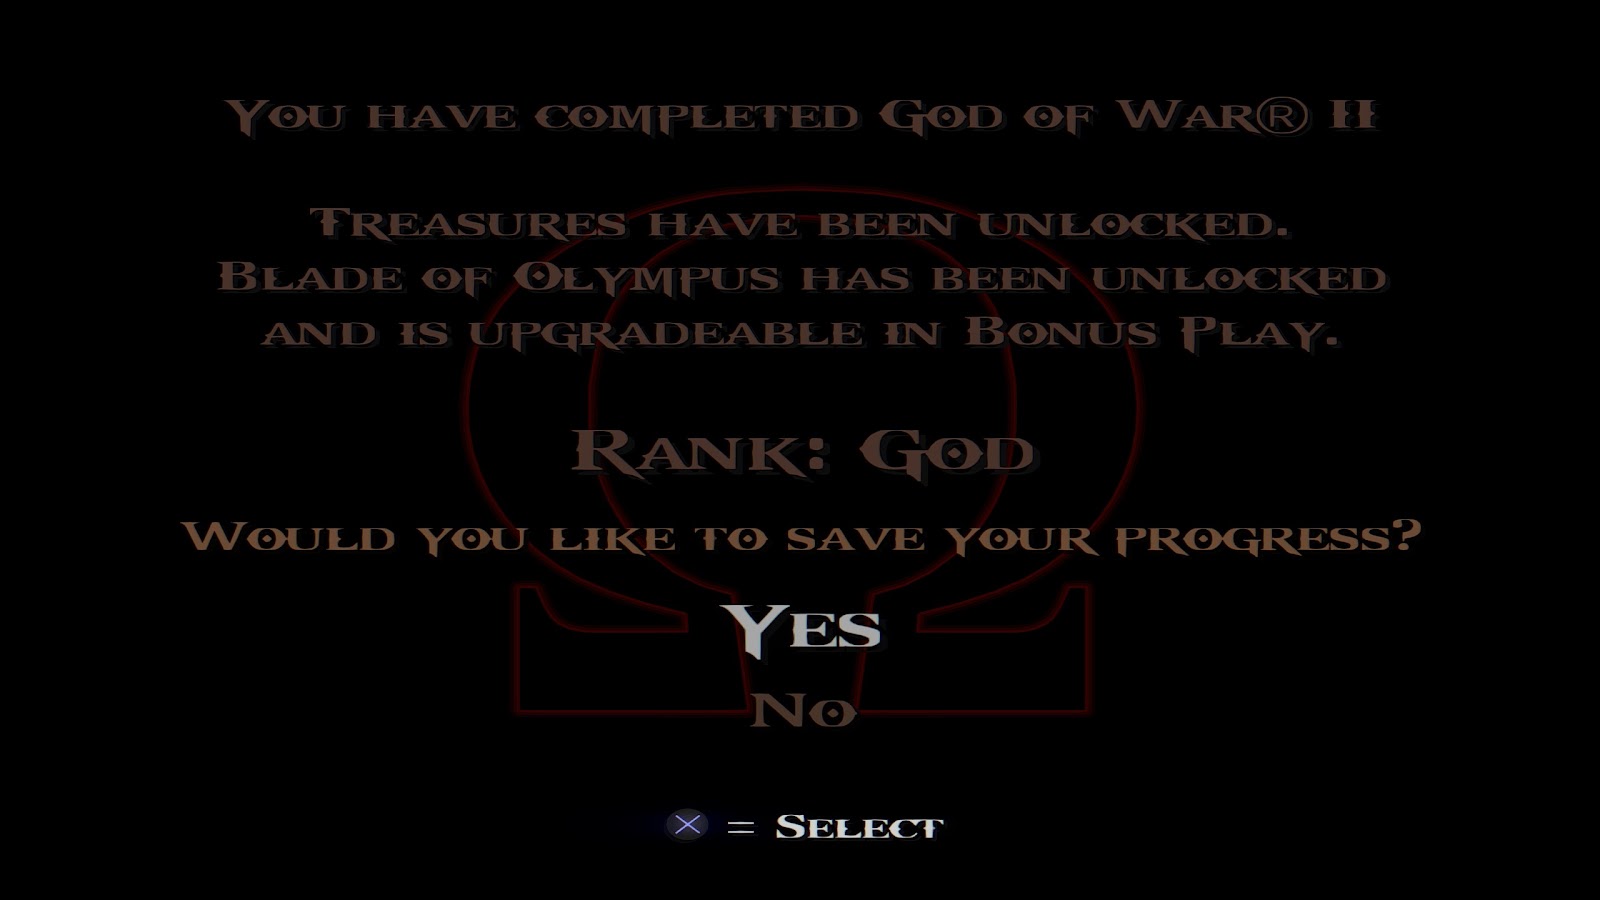 You have completed God of War® II
Treasures have been unlocked.
Blade of Olympus has been unlocked
and is upgradeable in Bonus Play.
Rank: God
Would you like to save your progress?
Yes
No
= Select